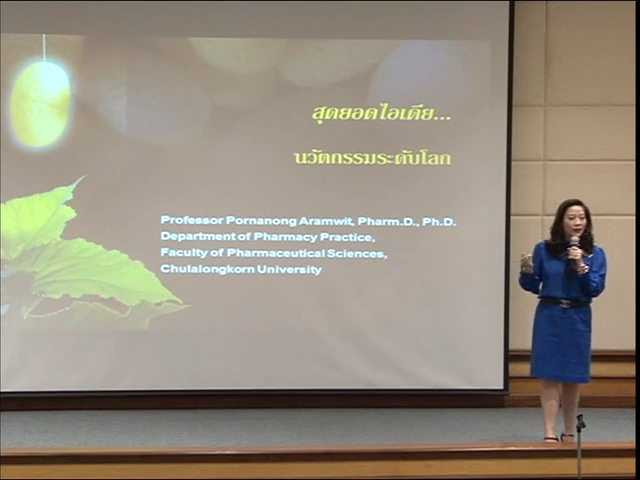 สุดยอดไอเดีย...
นวัตกรรมระดับโลก
Professor Pornanong Aramwit, Pharm.D., Ph.D.
Department of Pharmacy Practice,
Faculty of Pharmaceutical Sciences,
Chulalongkorn University